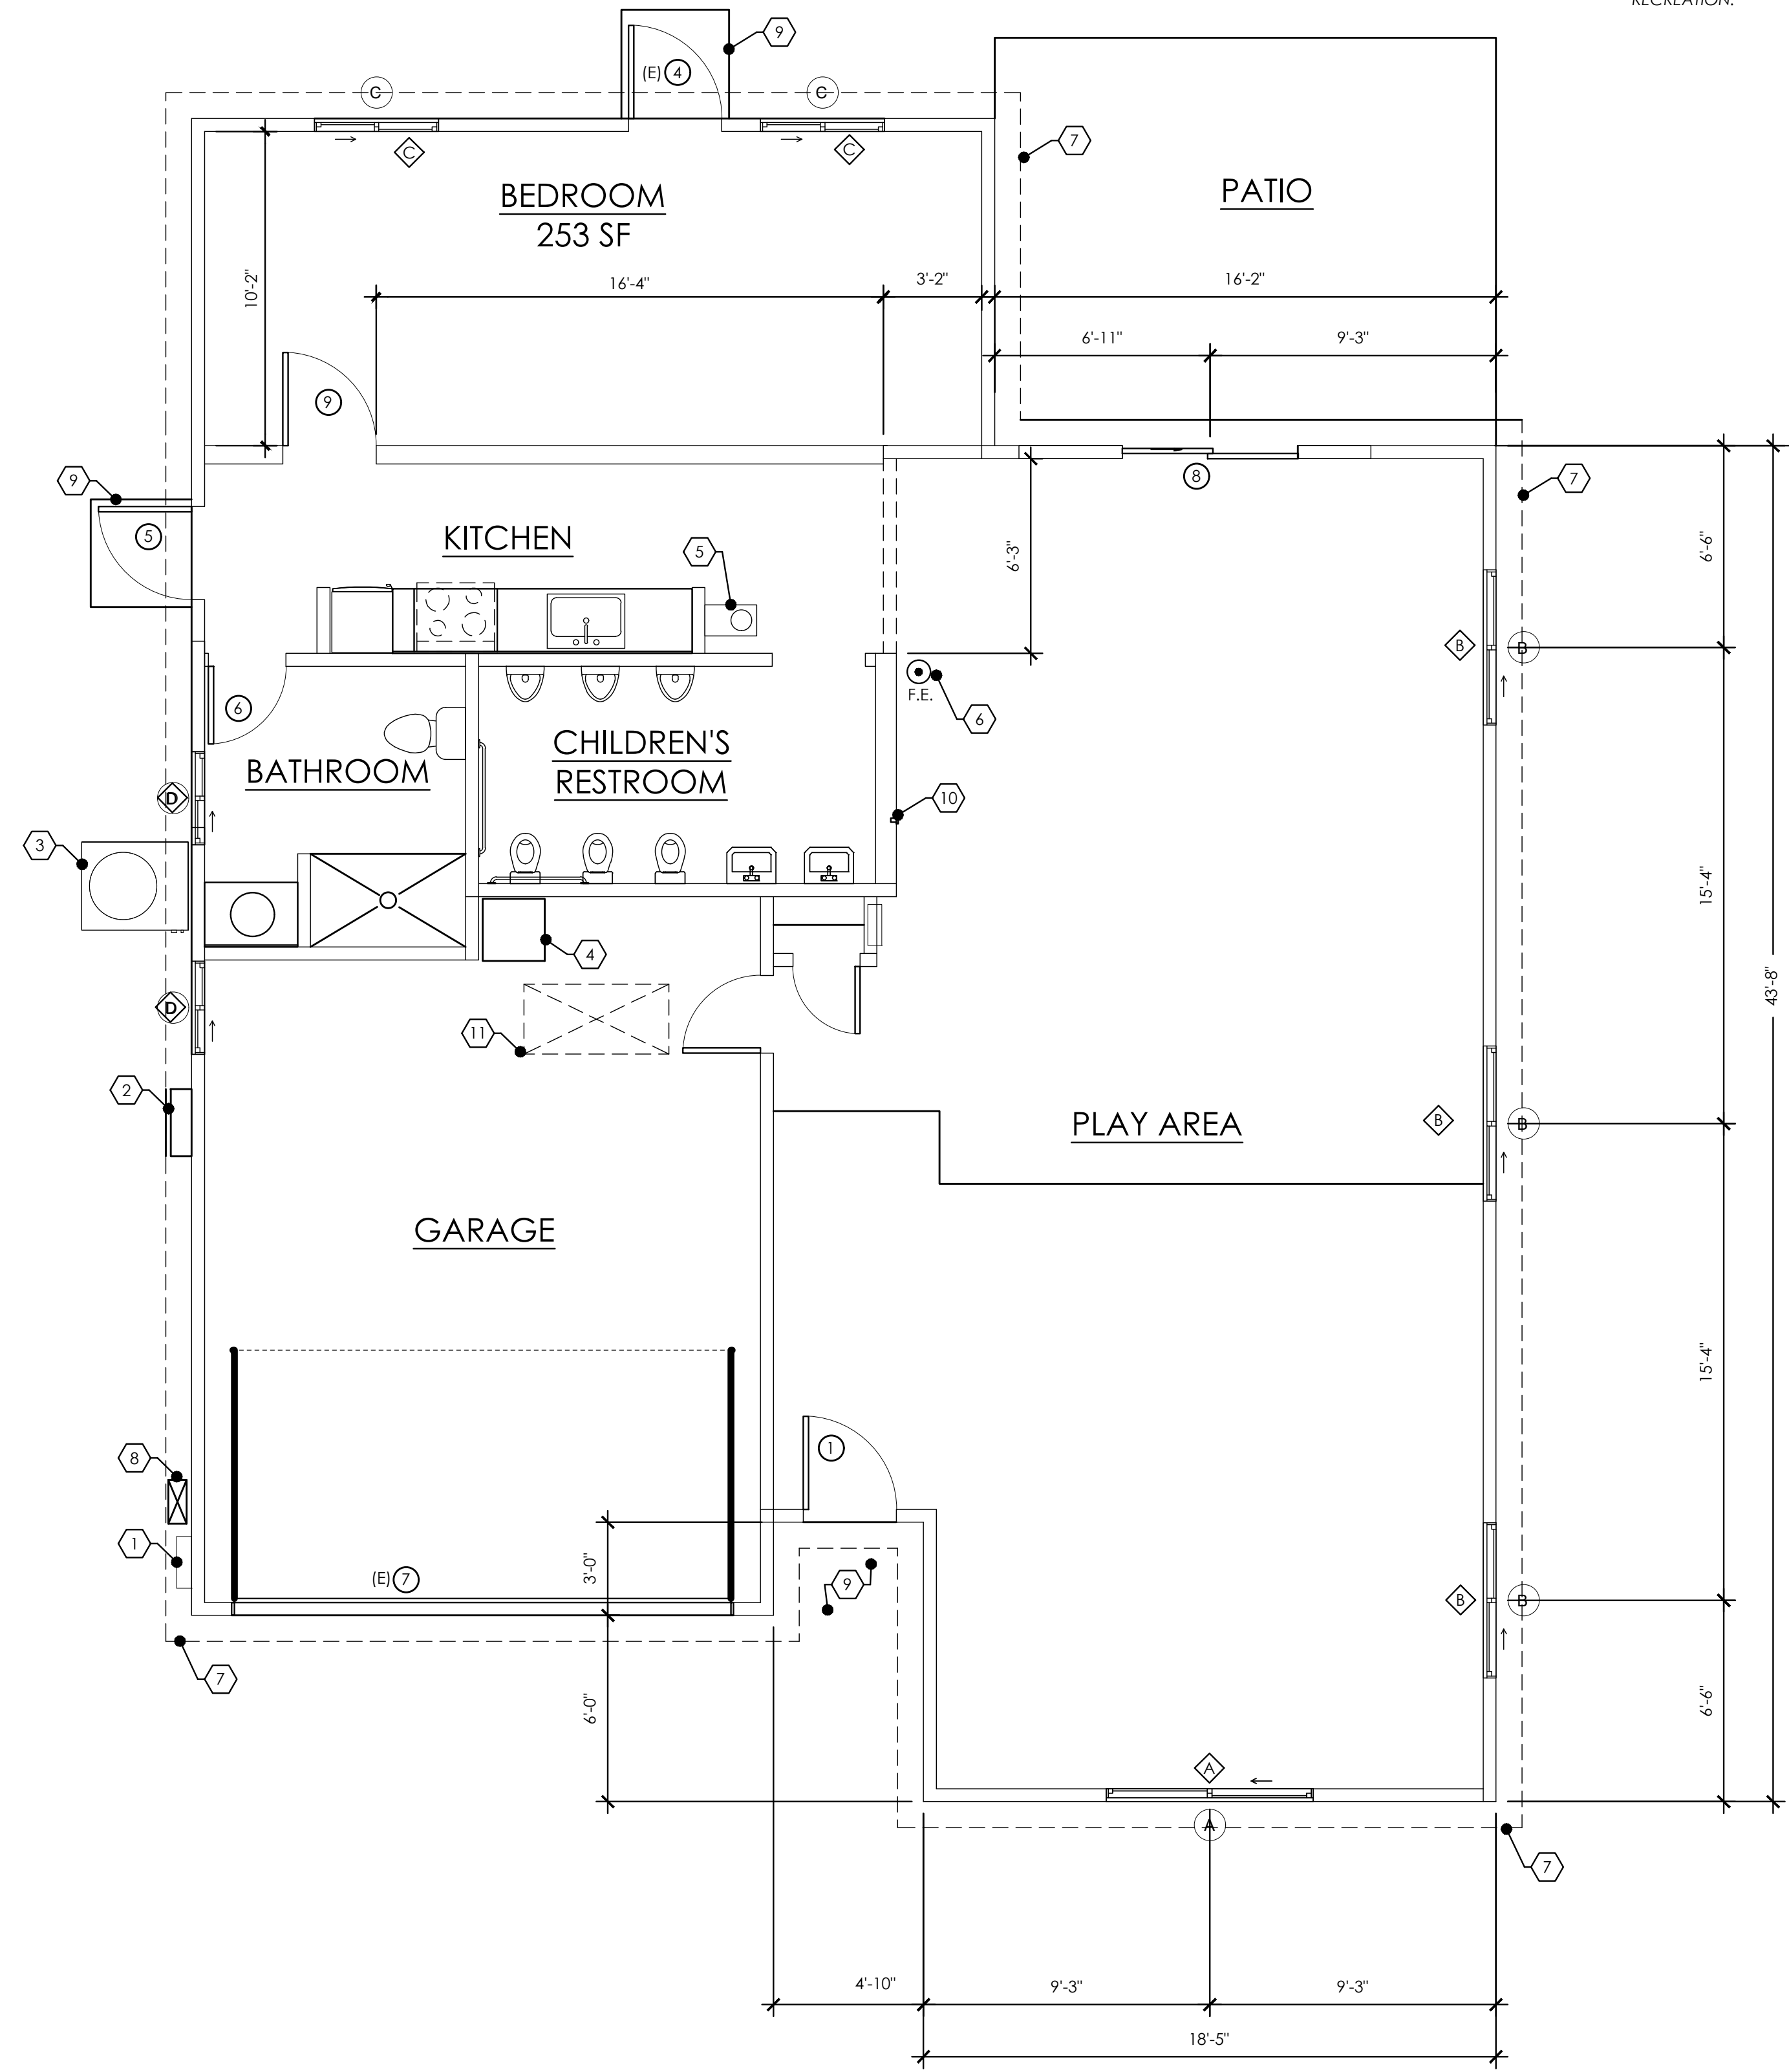 RECREATION.
9
(E) 4
C
C
7
C
C
BEDROOM
253 SF
PATIO
10'-2"
16'-4"
3'-2"
16'-2"
6'-11"
9'-3"
9
9
8
7
5
KITCHEN
5
6'-3"
6'-6"
B
B
F.E.
6
6
CHILDREN'S
RESTROOM
BATHROOM
D
10
3
15'-4"
4
43'-8"
D
11
2
PLAY AREA
B
B
GARAGE
15'-4"
1
8
1
(E) 7
3'-0"
9
B
B
7
6'-0"
6'-6"
A
A
7
4'-10"
9'-3"
9'-3"
18'-5"